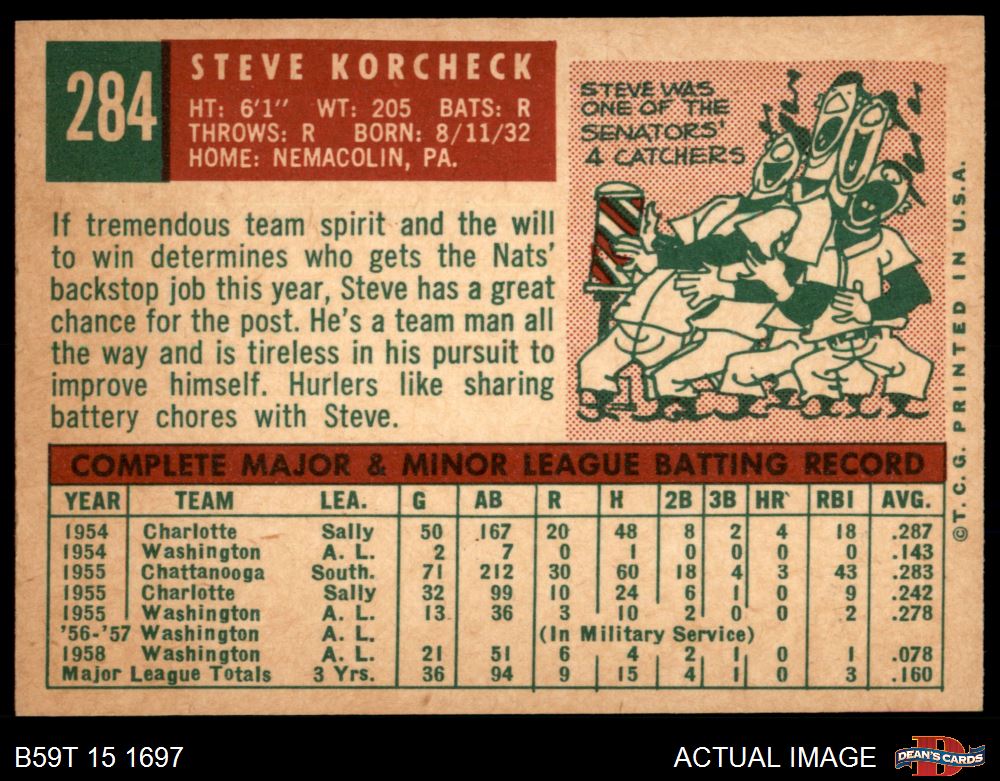 284
STEVE KORCHECK
HT: 6'1" WT: 205 BATS: R
THROWS: R BORN: 8/11/32
HOME: NEMACOLIN, PA.
STEVE WAS
ONE OF THE
SENATORS'
4 CATCHERS
If tremendous team spirit and the will
to win determines who gets the Nats'
backstop job this year, Steve has a great
chance for the post. He's a team man all
the way and is tireless in his pursuit to
improve himself. Hurlers like sharing
battery chores with Steve.
©T. C. G. PRINTED IN U.S.A.
COMPLETE MAJOR & MINOR LEAGUE BATTING RECORD
YEAR TEAM LEA. G AB R H 2B 3B HR RBI AVG.
1954 Charlotte Sally 50 167 20 48 8 2 4 18 .287
1954 Washington A. L. 2 7 0 1 0 0 0 0 .143
1955 Chattanooga South. 71 212 30 60 18 4 3 43 .283
1955 Charlotte Sally 32 99 10 24 6 1 0 9 .242
1955 Washington A. L. 13 36 3 10 2 0 0 2 .278
'56-'57 Washington A. L. (In Military Service)
1958 Washington A. L. 21 51 6 4 2 1 0 1 .078
Major League Totals 3 Yrs. 36 94 9 15 4 1 0 3 .160
B59T 15 1697
ACTUAL IMAGE
D
DEAN'S CARDS